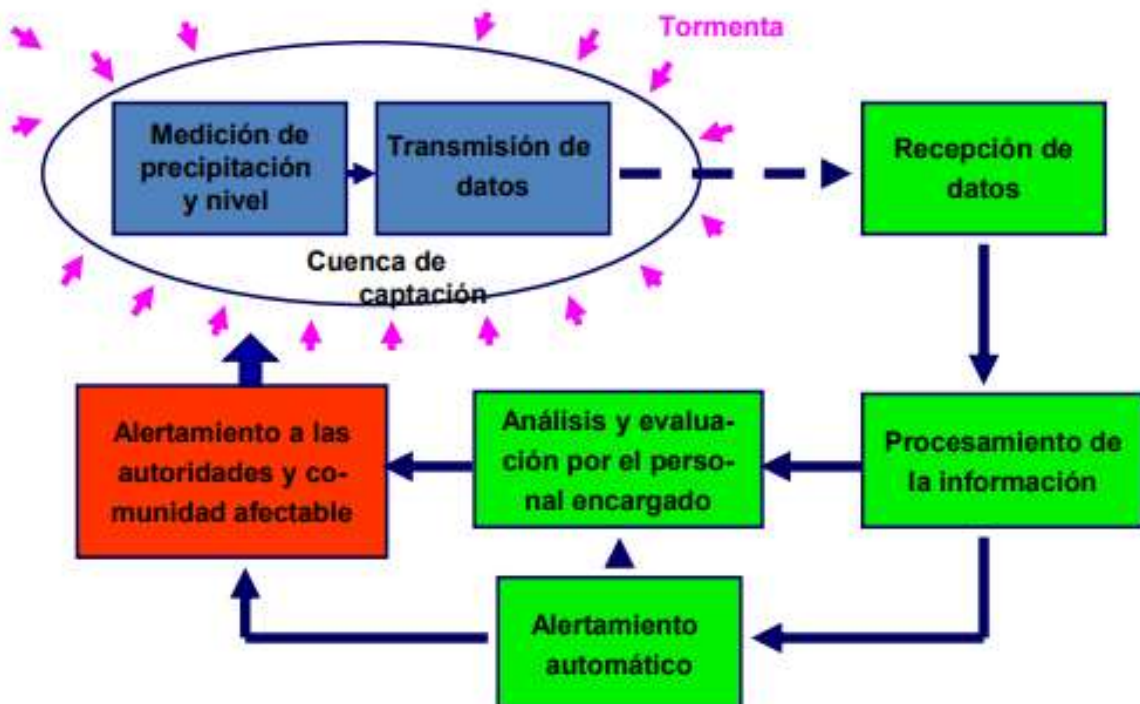 Tormenta
Medición de
precipitación
y nivel
Transmisión de
datos
Recepción de
datos
Cuenca de
captación
Alertamiento a las
autoridades y co-
munidad afectable
Análisis y evalua-
ción por el perso-
nal encargado
Procesamiento de
la información
Alertamiento
automático